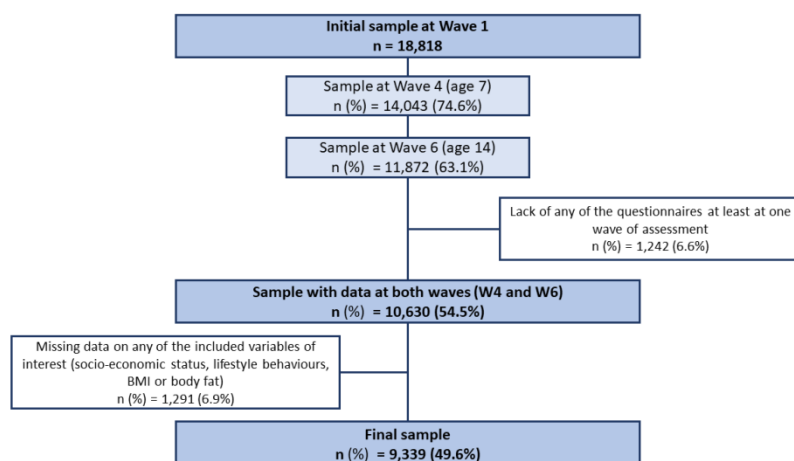 Initial sample at Wave 1
n = 18,818
Sample at Wave 4 (age 7)
n (%) = 14,043 (74.6%)
Sample at Wave 6 (age 14)
n (%) = 11,872 (63.1%)
Lack of any of the questionnaires at least at one
wave of assessment
n (%) = 1,242 (6.6%)
Sample with data at both waves (W4 and W6)
n (%) = 10,630 (54.5%)
Missing data on any of the included variables of
interest (socio-economic status, lifestyle behaviours,
BMI or body fat)
n (%) = 1,291 (6.9%)
Final sample
n (%) = 9,339 (49.6%)